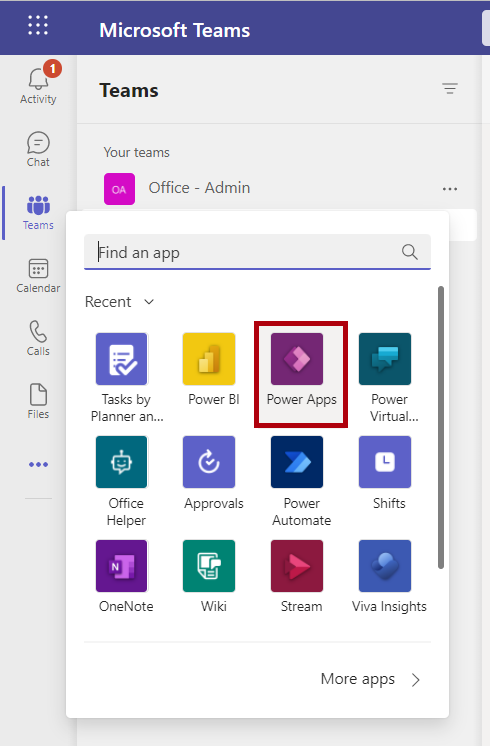 Microsoft Teams
1
Activity
Chat
Teams
Calendar
Calls
Files
Teams
Your teams
OA
Office - Admin
Find an app
Recent
Tasks by
Planner an...
Power BI
Power Apps
Power
Virtual...
Office
Helper
Approvals
Power
Automate
Shifts
N
OneNote
Wiki
Stream
Viva Insights
More apps